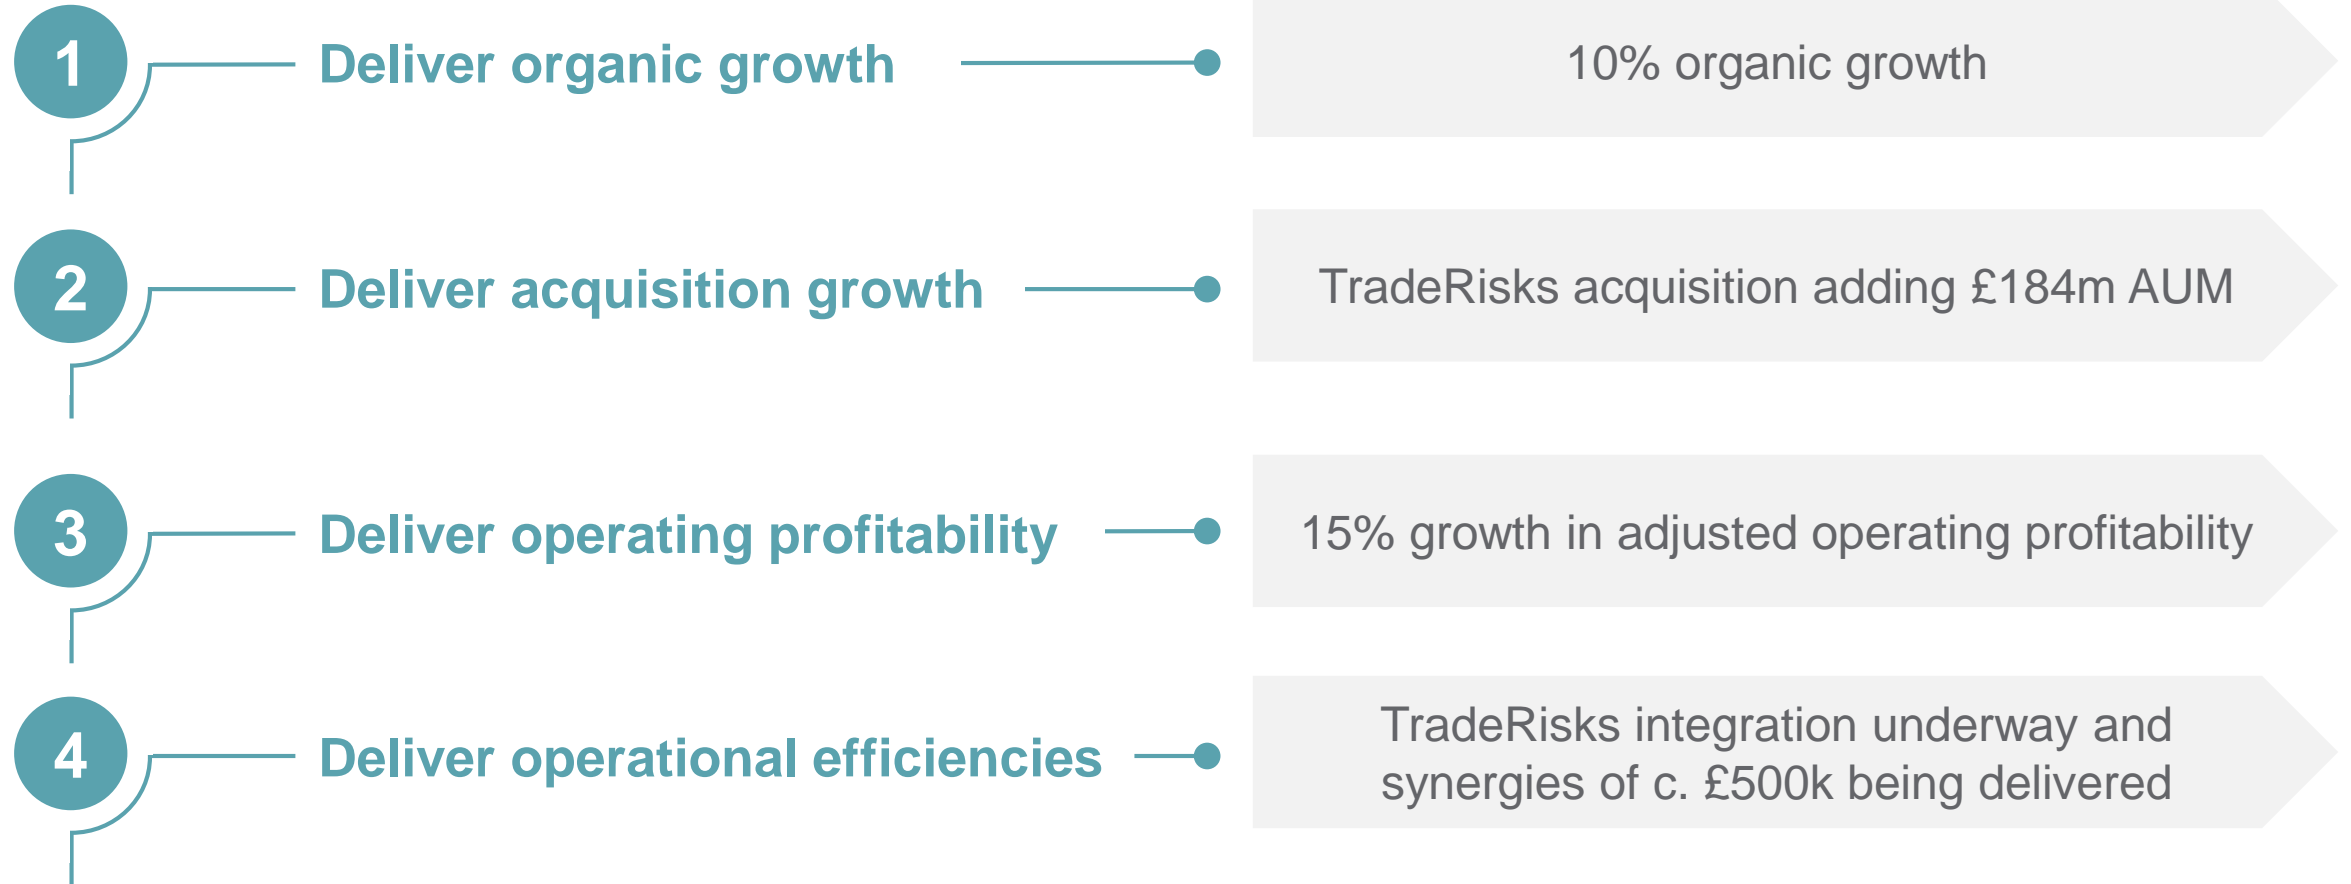 1
Deliver organic growth
10% organic growth
2
Deliver acquisition growth
TradeRisks acquisition adding £184m AUM
3
Deliver operating profitability
15% growth in adjusted operating profitability
4
Deliver operational efficiencies
TradeRisks integration underway and
synergies of c. £500k being delivered